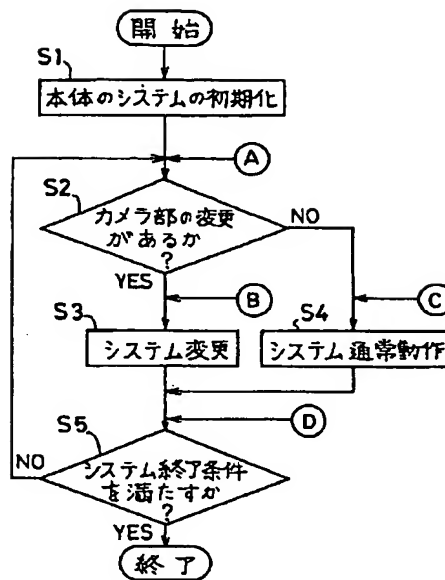 開始
S1
本体のシステムの初期化
A
S2
カメラ部の変更
があるか
?
NO
YES
B
C
S3
システム変更
S4
システム通常動作
D
S5
システム終了条件
を満たすか
?
NO
YES
終了